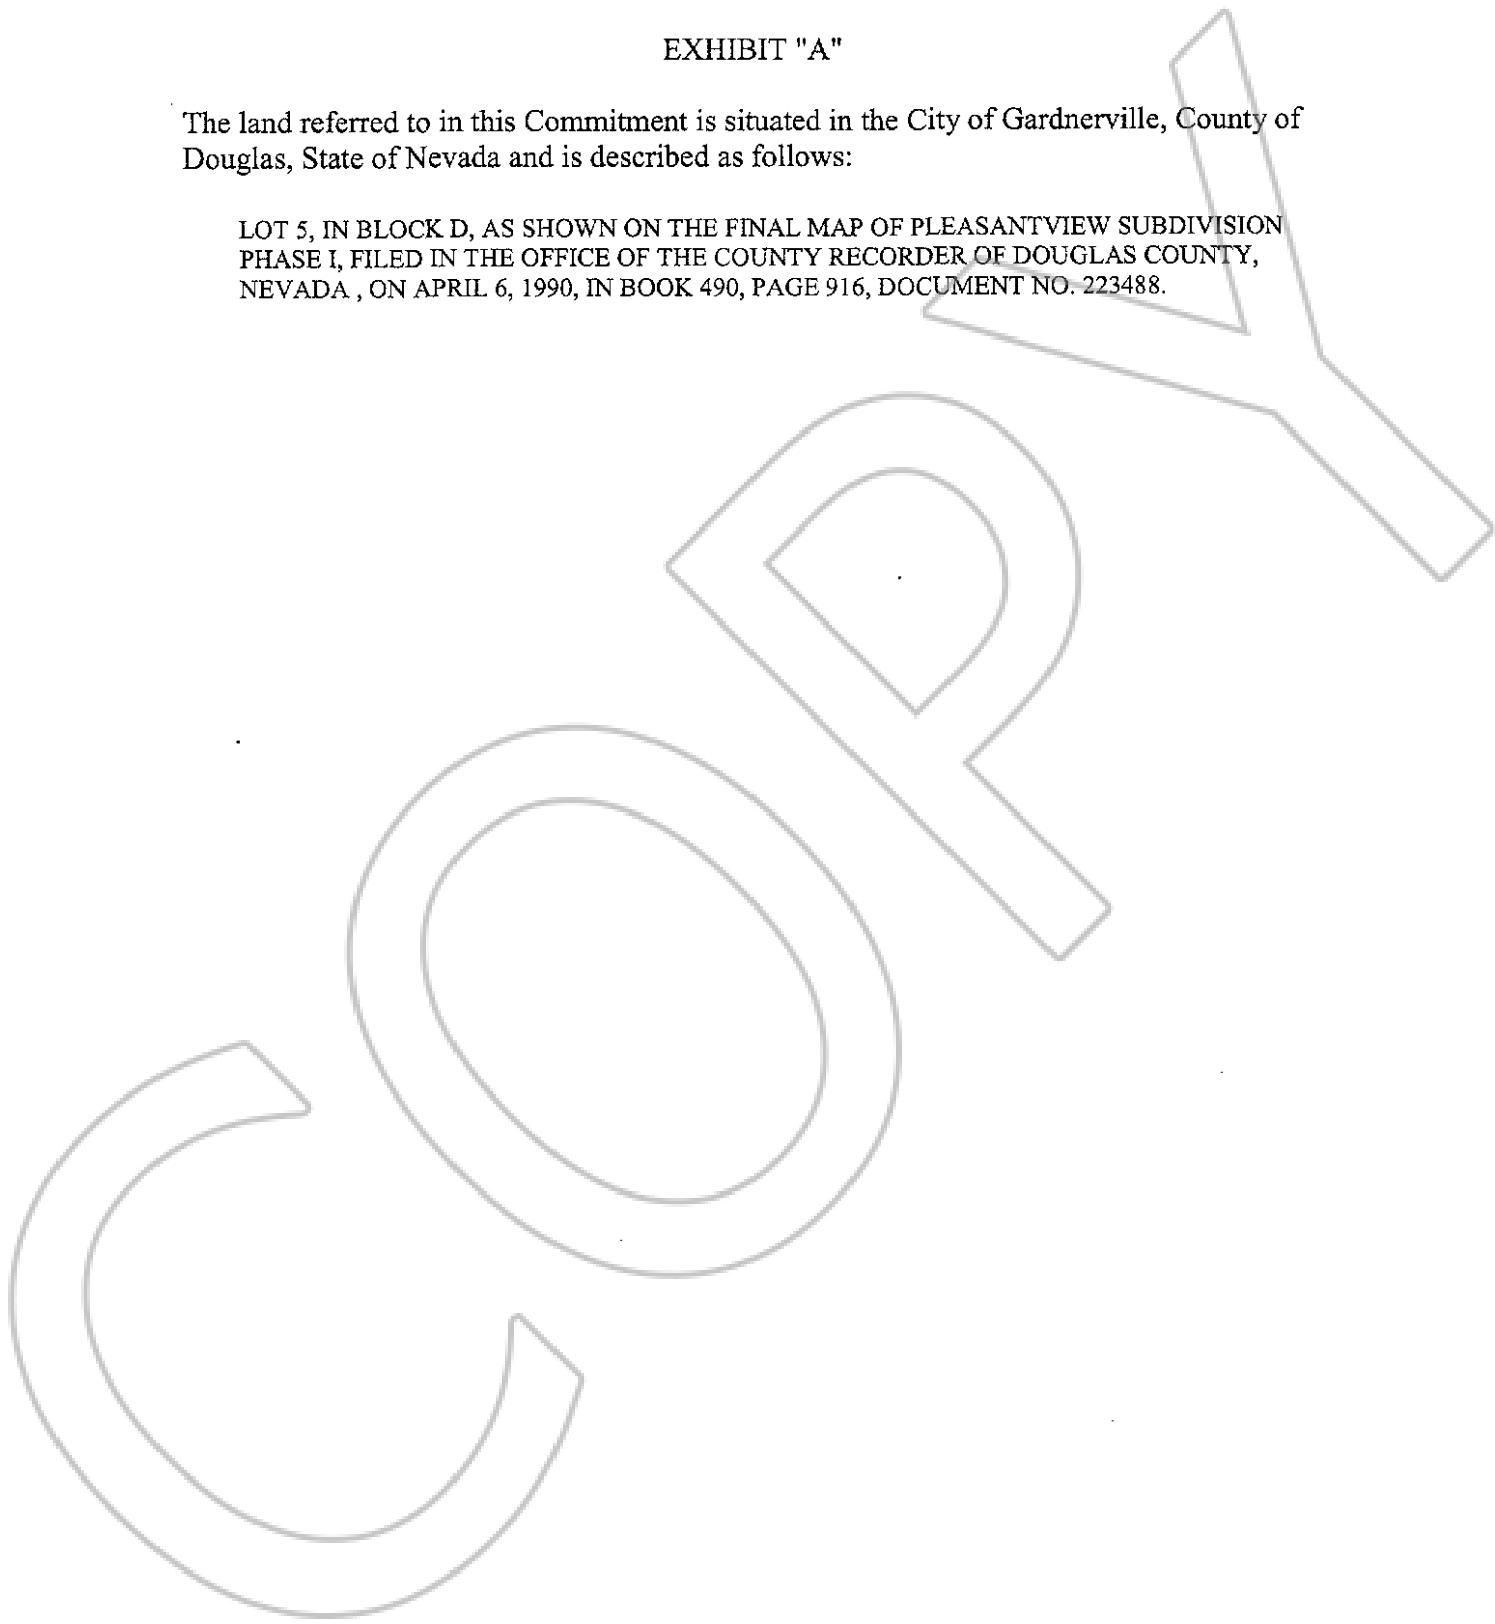 EXHIBIT "A"
The land referred to in this Commitment is situated in the City of Gardnerville, County of
Douglas, State of Nevada and is described as follows:
LOT 5, IN BLOCK D, AS SHOWN ON THE FINAL MAP OF PLEASANTVIEW SUBDIVISION
PHASE I, FILED IN THE OFFICE OF THE COUNTY RECORDER OF DOUGLAS COUNTY,
NEVADA , ON APRIL 6, 1990, IN BOOK 490, PAGE 916, DOCUMENT NO. 223488.
COPY